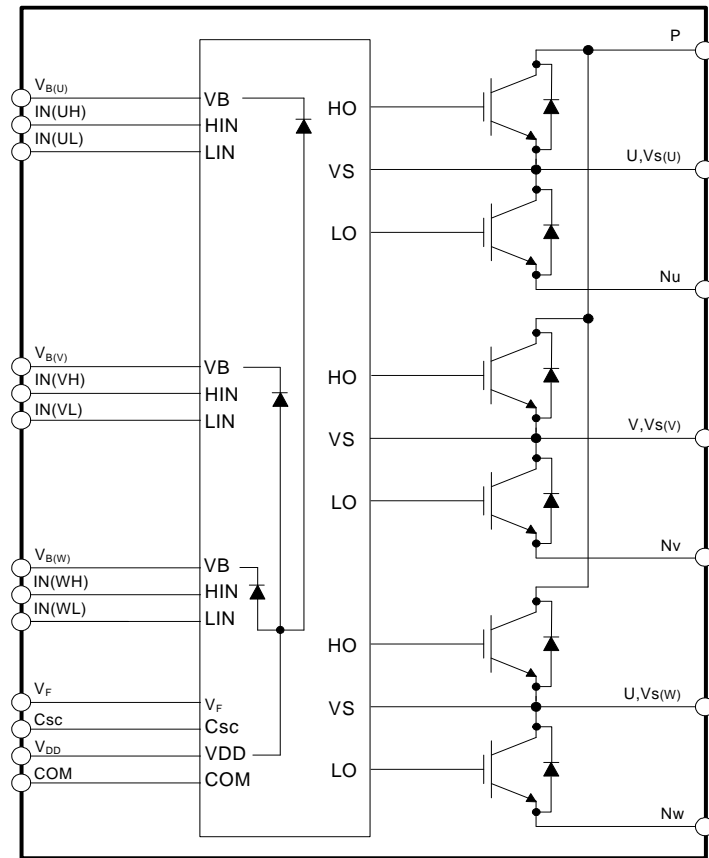 P
VB(U)
VB
HO
IN(UH)
HIN
IN(UL)
LIN
VS
U,Vs(U)
LO
Nu
VB(V)
VB
HO
IN(VH)
HIN
IN(VL)
LIN
VS
V,Vs(V)
LO
Nv
VB(W)
VB
IN(WH)
HIN
IN(WL)
LIN
HO
VF
VF
VS
U,Vs(W)
Csc
Csc
VDD
VDD
LO
COM
COM
Nw